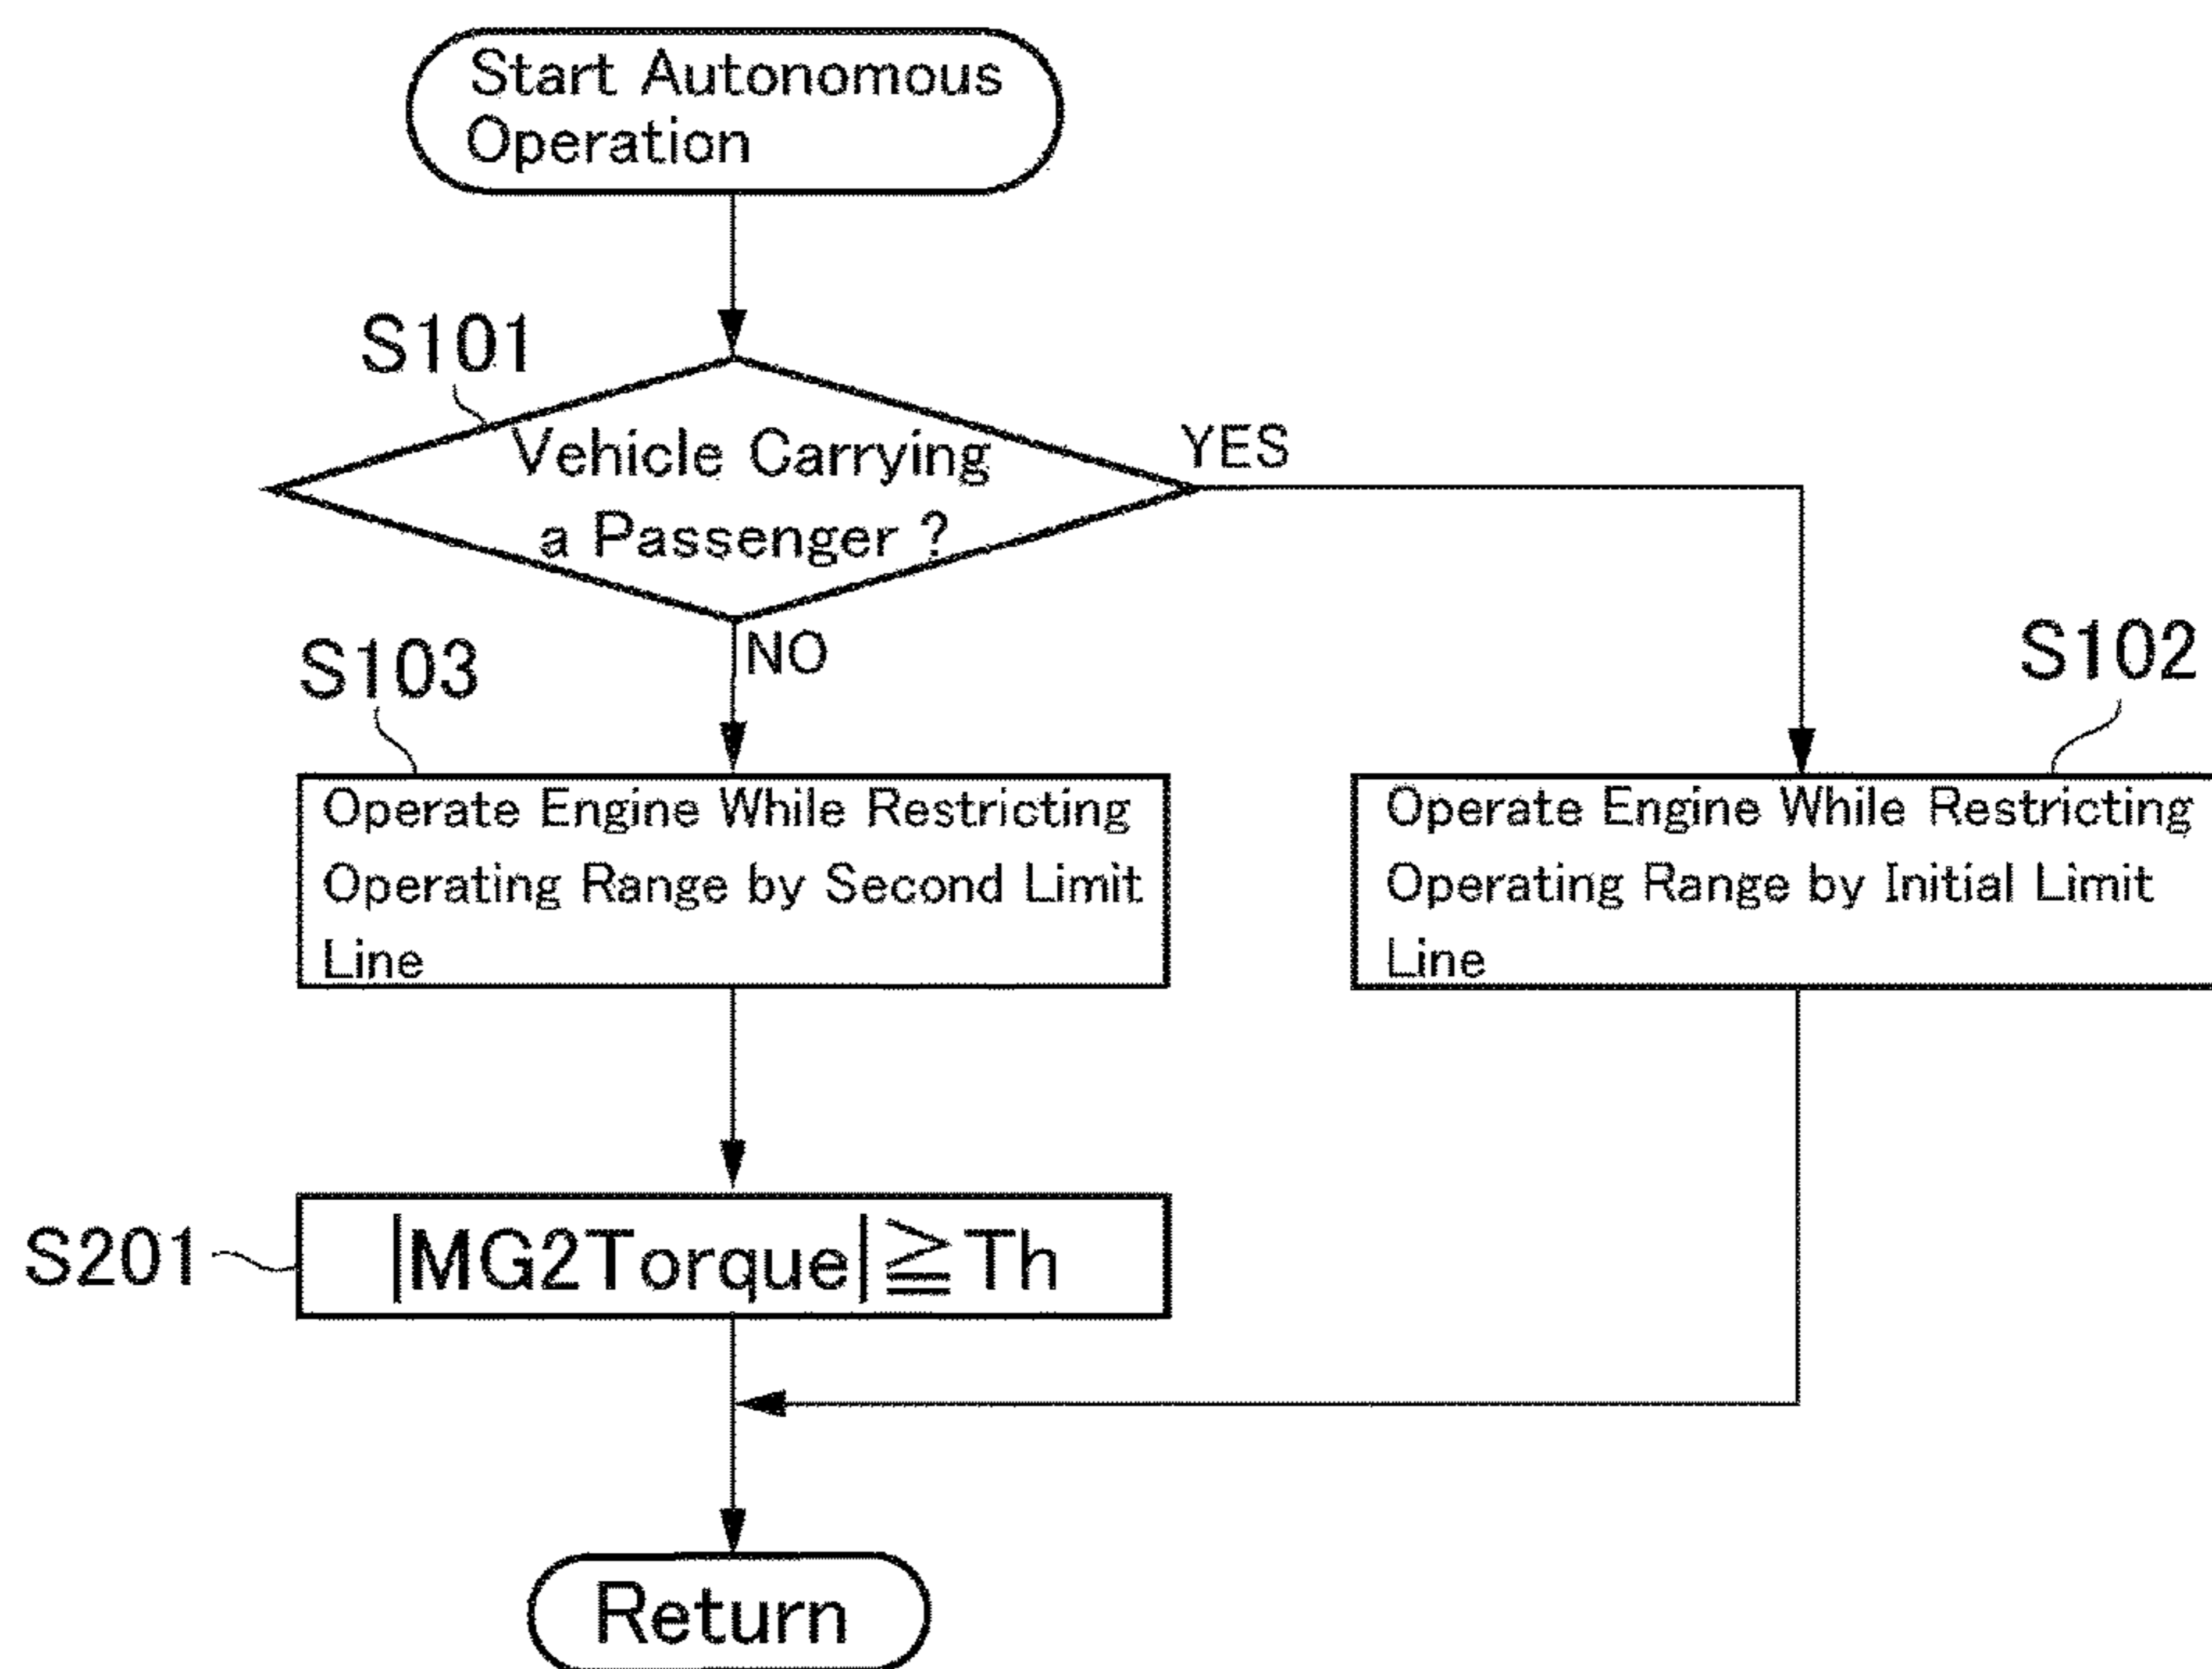 Start Autonomous
Operation
S101
Vehicle Carrying
a Passenger ?
YES
NO
S103
S102
Operate Engine While Restricting
Operating Range by Second Limit
Line
Operate Engine While Restricting
Operating Range by Initial Limit
Line
S201
|MG2Torque|≧Th
Return